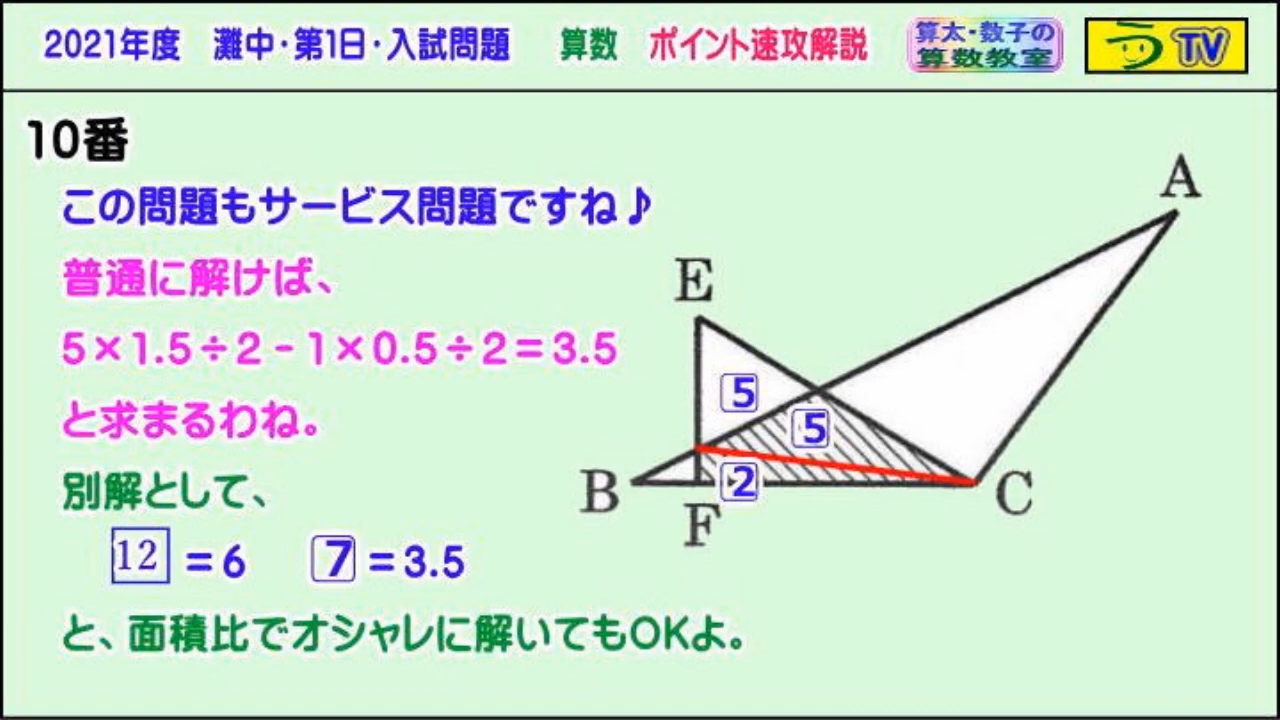 2021年度 灘中・第1日・入試問題 算数 ポイント速攻解説
算太・数子の
算数教室
う TV
10番
この問題もサービス問題ですね♪
普通に解けば、
5×1.5÷2-1×0.5÷2=3.5
と求まるわね。
別解として、
12 =6 7 =3.5
と、面積比でオシャレに解いてもOKよ。
A
E
5
5
2
B
F
C